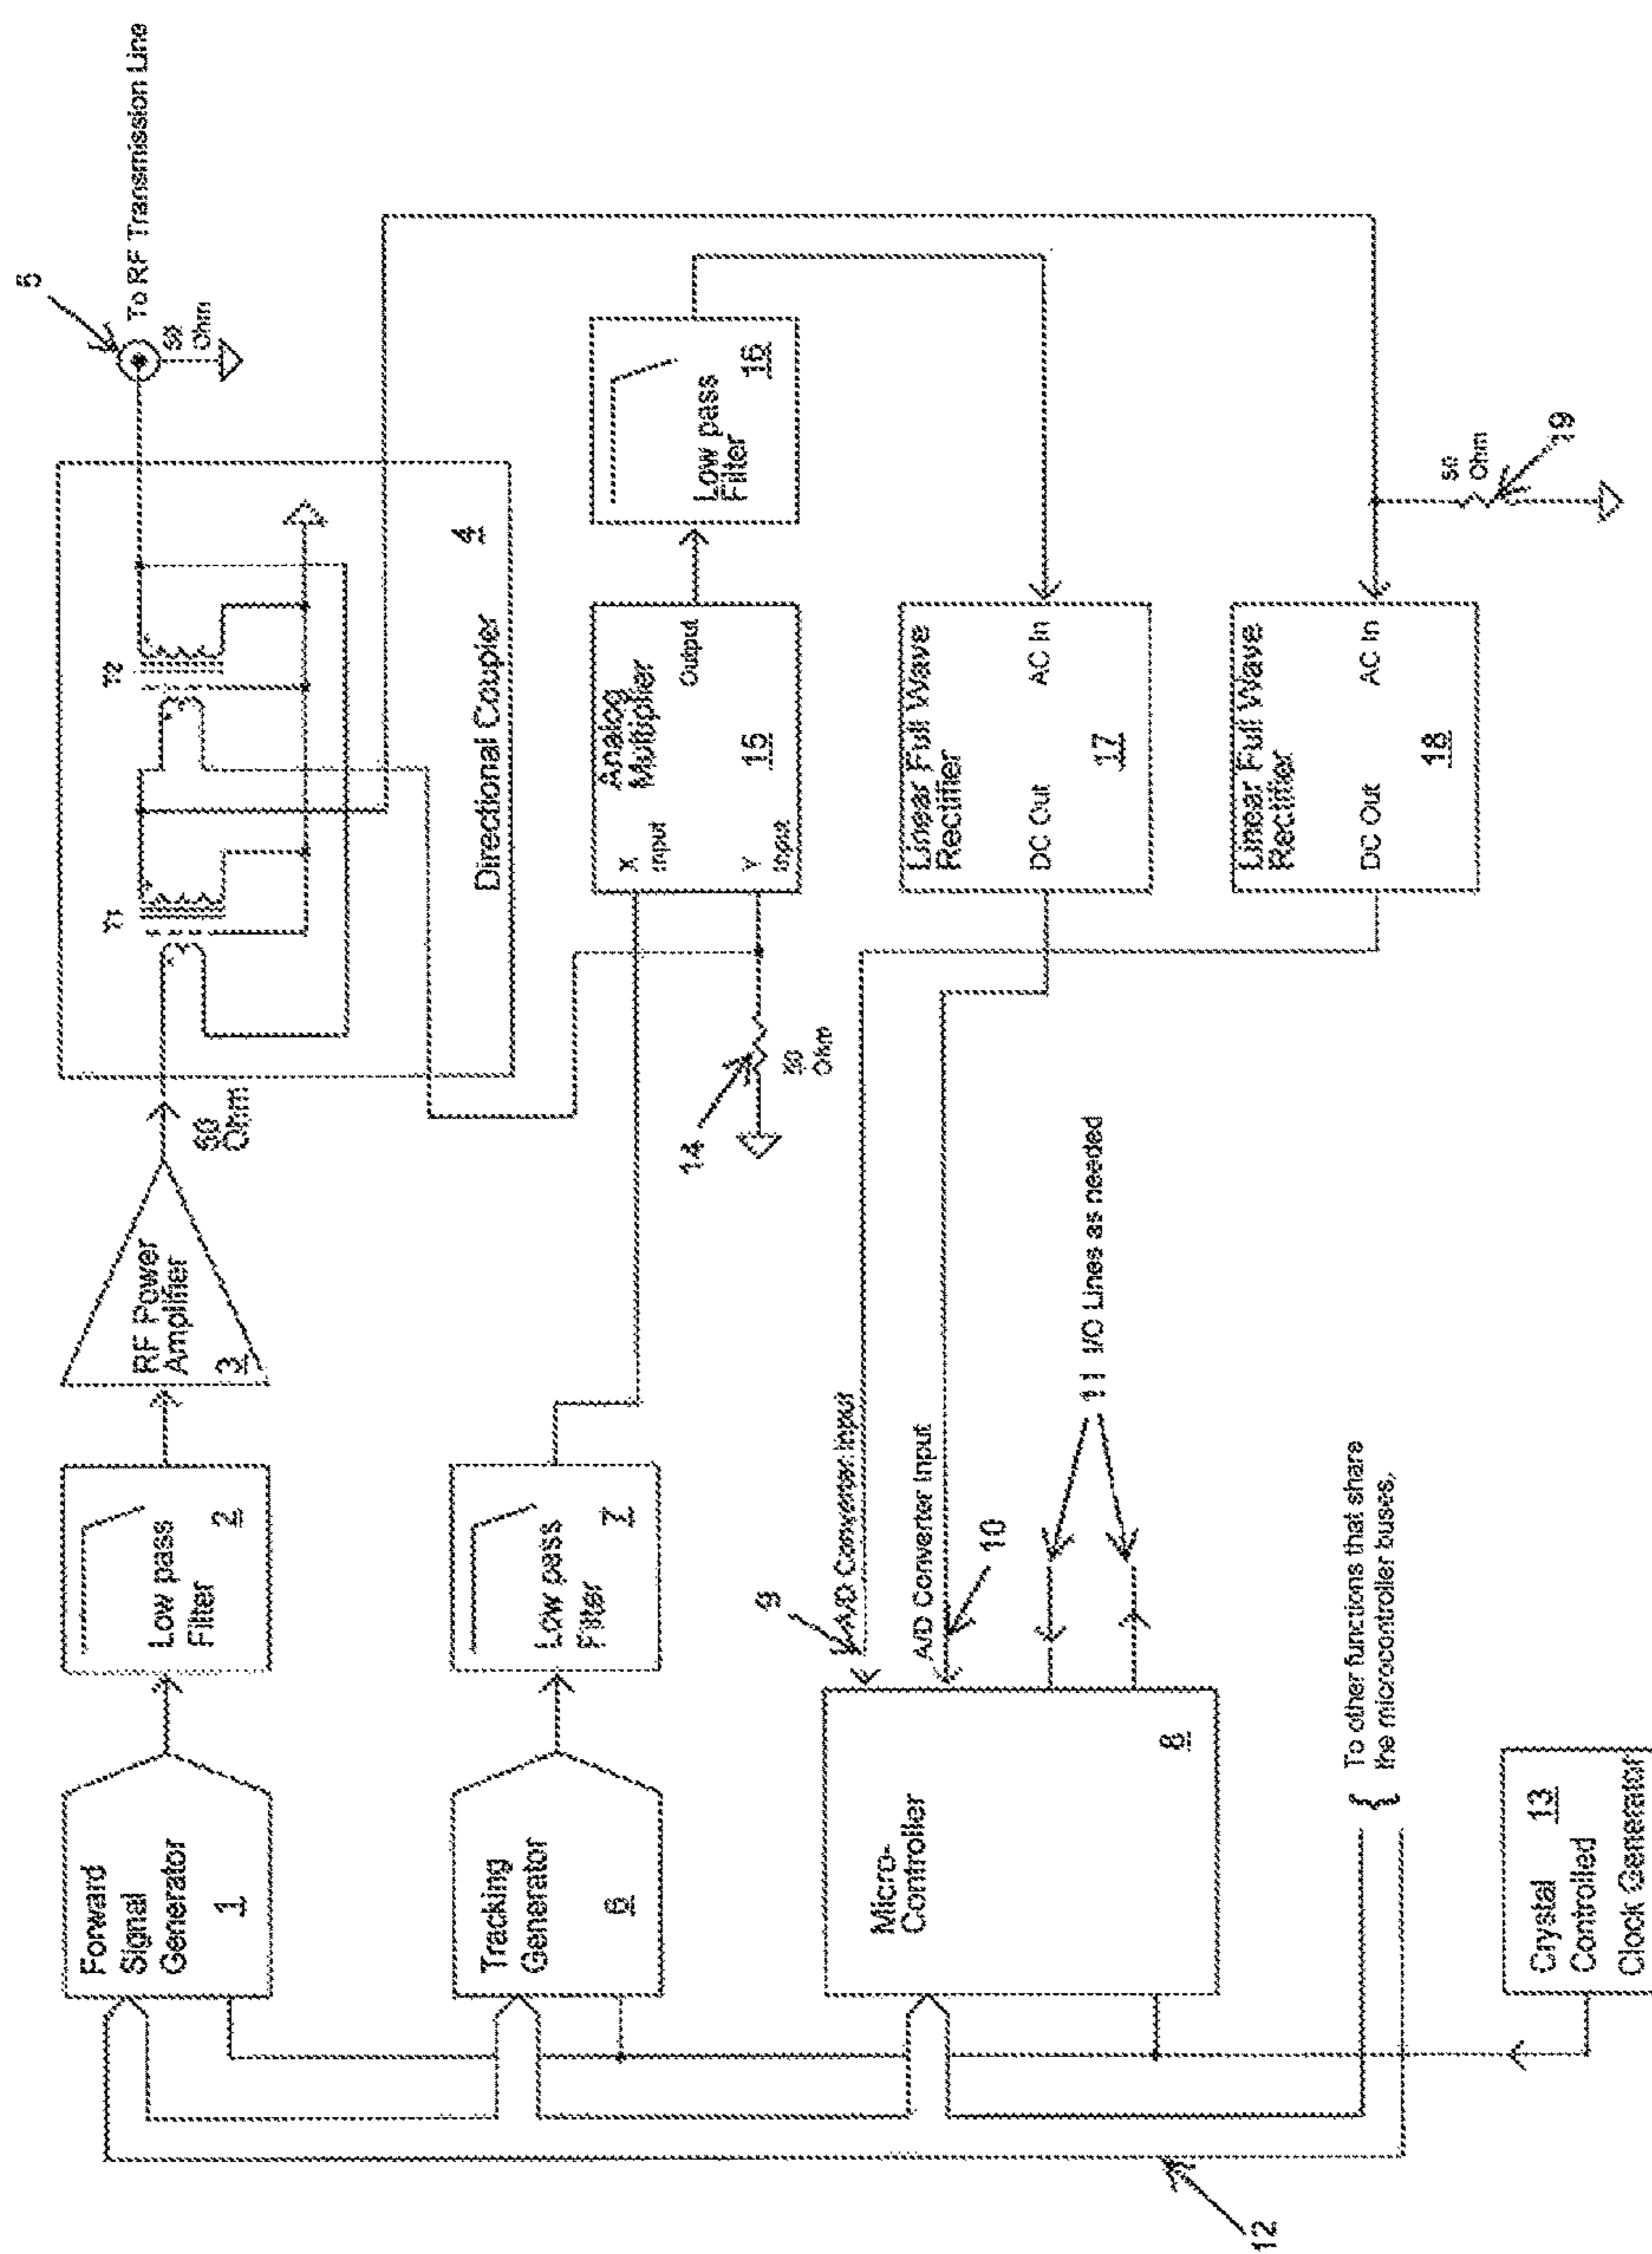 Forward
Signal
Generator
1
Low pass
Filter
2
RF Power
Amplifier
3
50
Ohm
T1
T2
Directional Coupler
4
5
To RF Transmission Line
50
Ohm
Tracking
Generator
6
Low pass
Filter
7
14
50
Ohm
X
Input
Y
Input
Analog
Multiplier
15
Output
Low pass
Filter
16
Micro-
Controller
8
9
A/D Converter Input
A/D Converter Input
10
11 I/O Lines as needed
Linear Full Wave
Rectifier
DC Out
17
AC In
Linear Full Wave
Rectifier
DC Out
18
AC In
50
Ohm
19
To other functions that share
the microcontroller buses.
12
Crystal
13
Controlled
Clock Generator